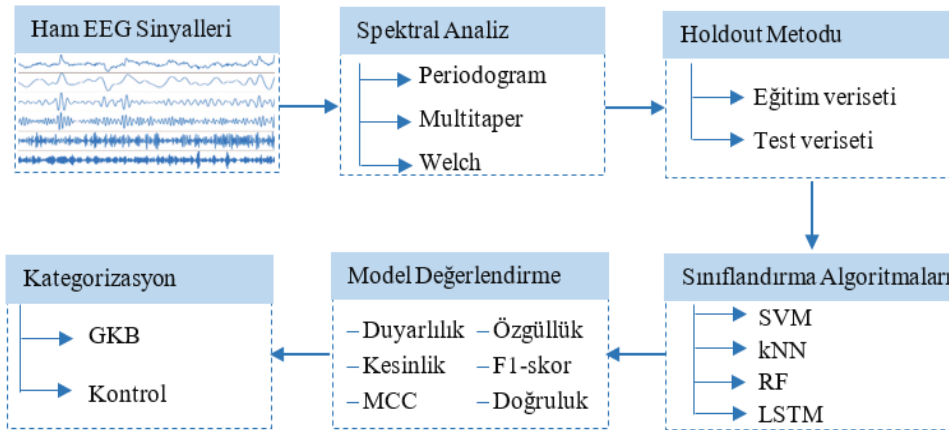 Ham EEG Sinyalleri
Spektral Analiz
Periodogram
Multitaper
Welch
Holdout Metodu
Eğitim veriseti
Test veriseti
Sınıflandırma Algoritmaları
SVM
kNN
RF
LSTM
Model Değerlendirme
– Duyarlılık – Özgüllük
– Kesinlik – F1-skor
– MCC – Doğruluk
Kategorizasyon
GKB
Kontrol